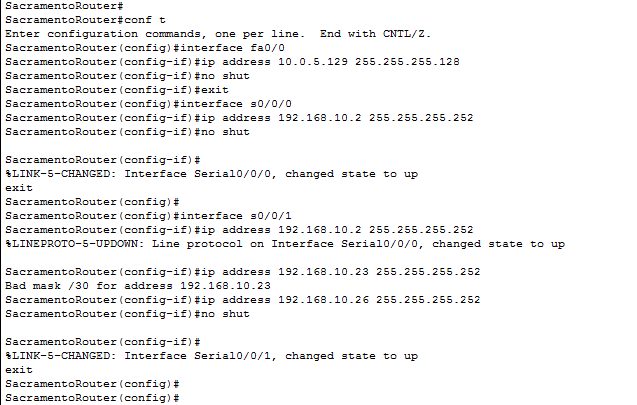 SacramentoRouter#
SacramentoRouter#conf t
Enter configuration commands, one per line.  End with CNTL/Z.
SacramentoRouter(config)#interface fa0/0
SacramentoRouter(config-if)#ip address 10.0.5.129 255.255.255.128
SacramentoRouter(config-if)#no shut
SacramentoRouter(config-if)#exit
SacramentoRouter(config)#interface s0/0/0
SacramentoRouter(config-if)#ip address 192.168.10.2 255.255.255.252
SacramentoRouter(config-if)#no shut
SacramentoRouter(config-if)#
%LINK-5-CHANGED: Interface Serial0/0/0, changed state to up
exit
SacramentoRouter(config)#
SacramentoRouter(config)#interface s0/0/1
SacramentoRouter(config-if)#ip address 192.168.10.2 255.255.255.252
%LINEPROTO-5-UPDOWN: Line protocol on Interface Serial0/0/0, changed state to up
SacramentoRouter(config-if)#ip address 192.168.10.23 255.255.255.252
Bad mask /30 for address 192.168.10.23
SacramentoRouter(config-if)#ip address 192.168.10.26 255.255.255.252
SacramentoRouter(config-if)#no shut
SacramentoRouter(config-if)#
%LINK-5-CHANGED: Interface Serial0/0/1, changed state to up
exit
SacramentoRouter(config)#
SacramentoRouter(config)#